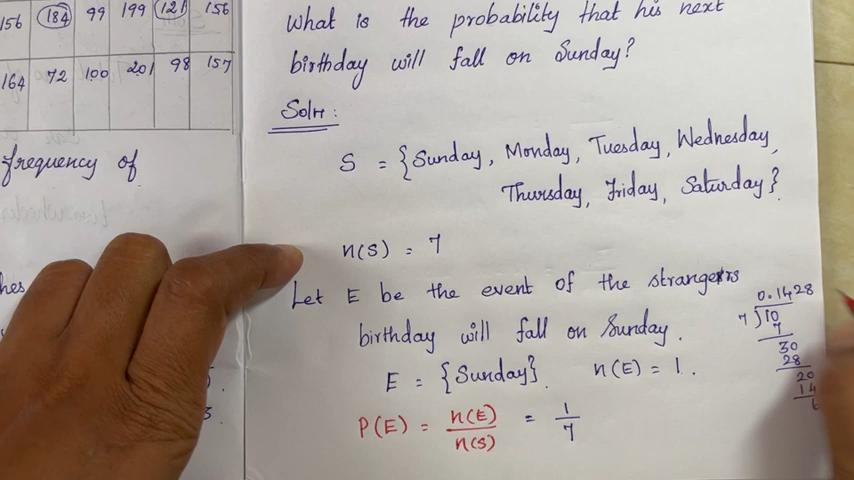 156 184 99 199 121 156
164 72 100 201 98 157
frequency of
hes
3.
What is the probability that his next
birthday will fall on Sunday?
Soln:
S = {Sunday, Monday, Tuesday, Wednesday,
Thursday, Friday, Saturday}.
n(S) = 7
Let E be the event of the strangers
birthday will fall on Sunday.
E = {Sunday}. n(E) = 1.
P(E) = n(E)/n(S) = 1/7
0.1428
7)10
7
30
28
20
14